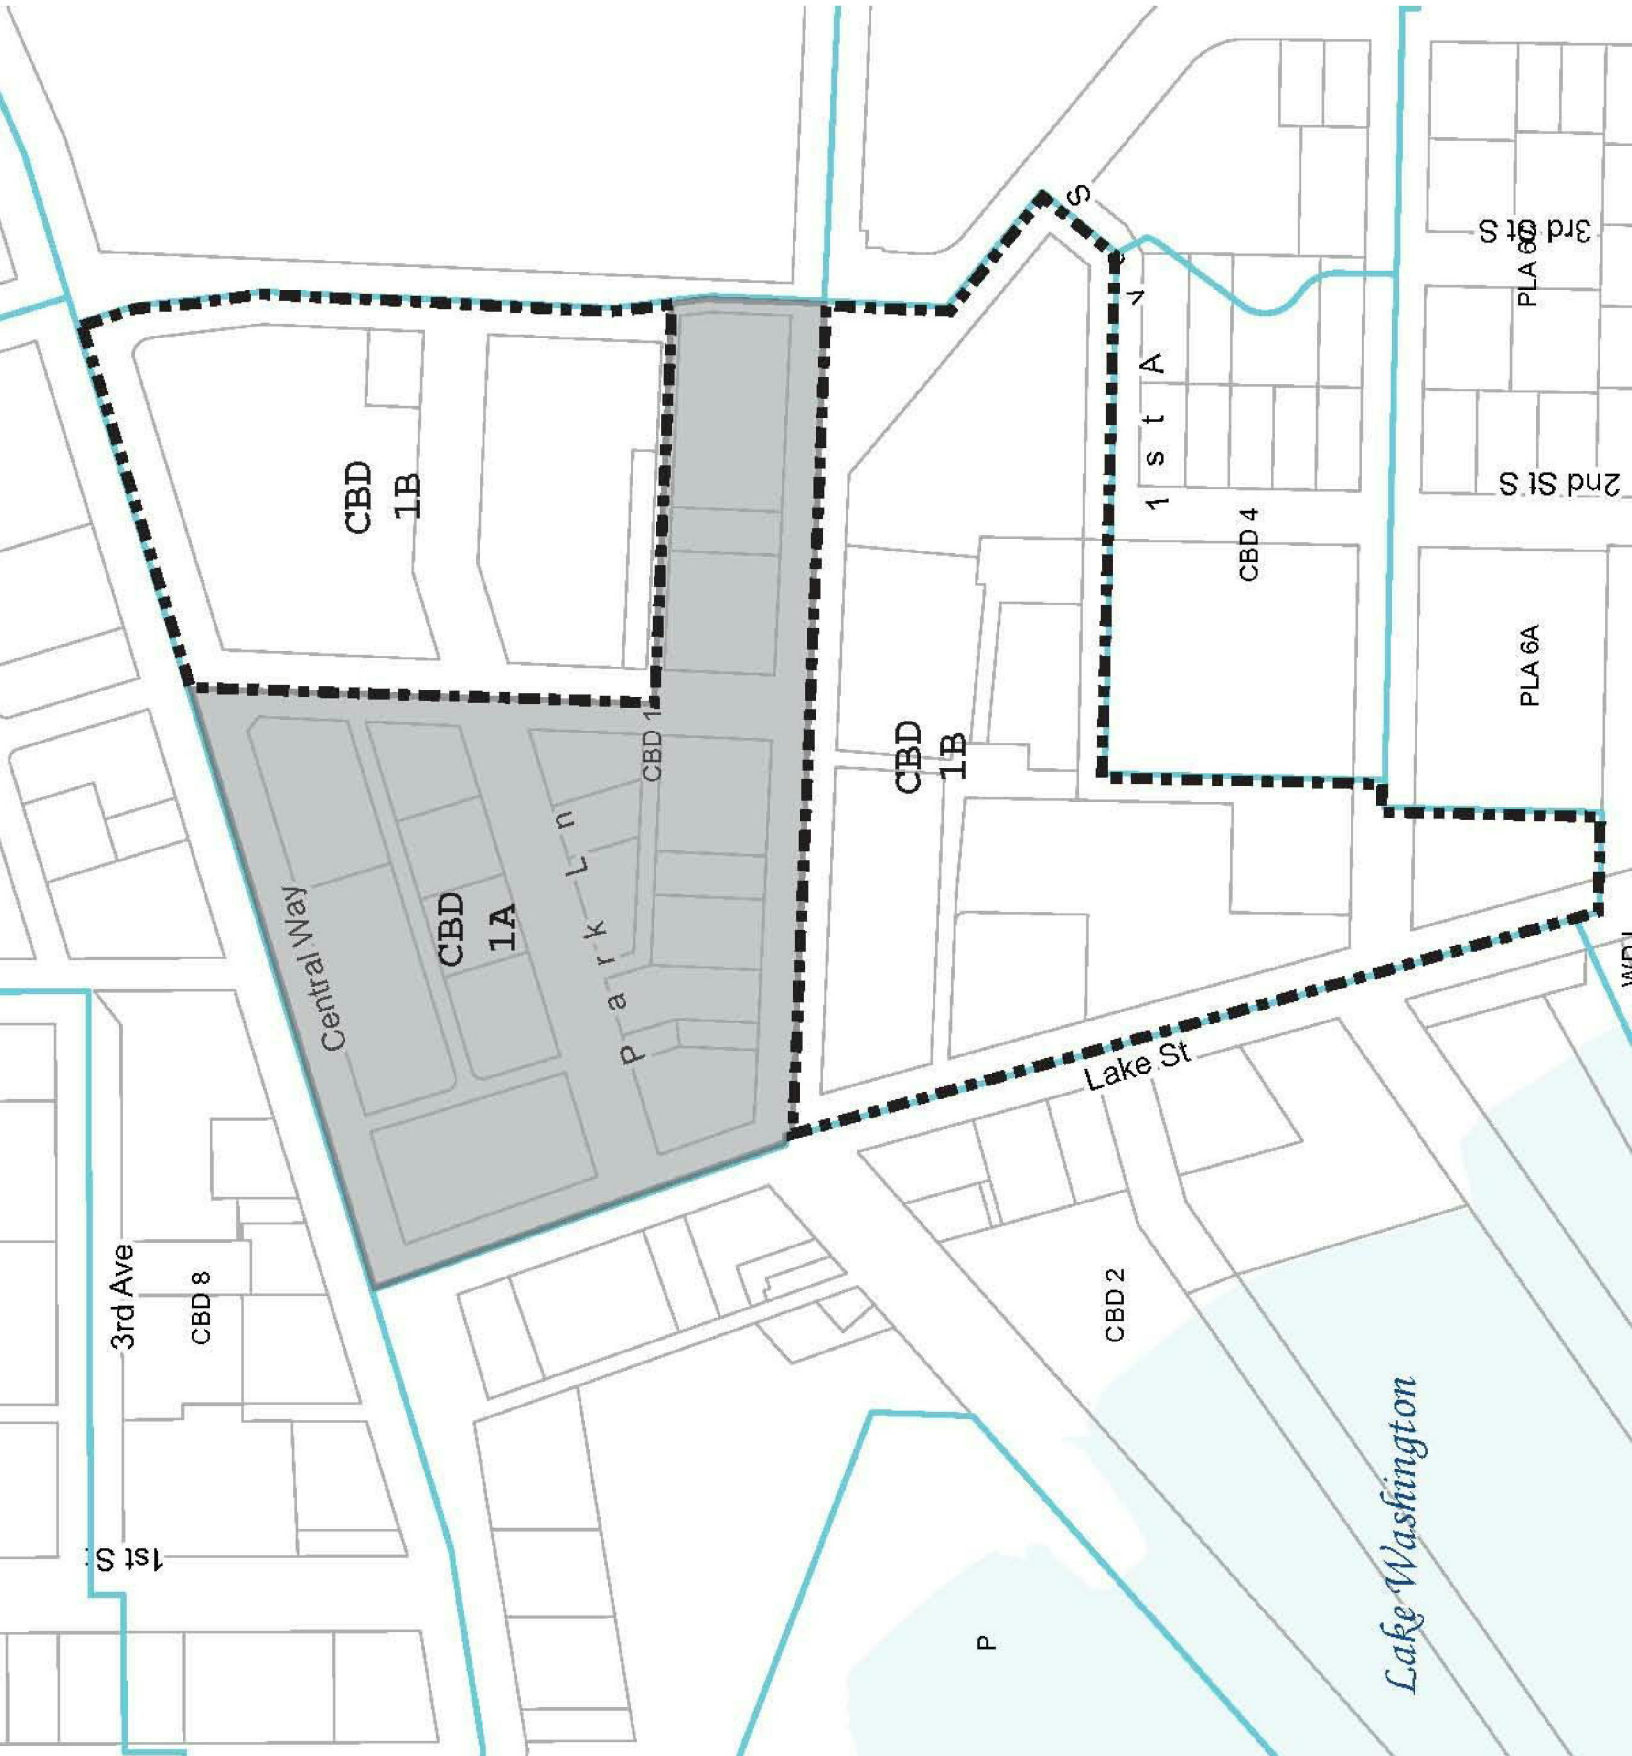 3rd St S
PLA 6C
S
1st A
CBD
1B
2nd St S
CBD 4
PLA 6A
CBD 1
CBD
1B
Park Ln
CBD
1A
Central Way
Lake St
3rd Ave
CBD 8
CBD 2
1st St
P
Lake Washington